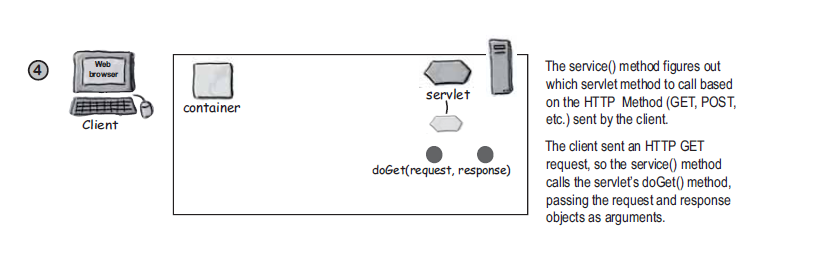 4
Web
browser
Client
container
servlet
doGet(request, response)
The service() method figures out
which servlet method to call based
on the HTTP Method (GET, POST,
etc.) sent by the client.
The client sent an HTTP GET
request, so the service() method
calls the servlet's doGet() method,
passing the request and response
objects as arguments.